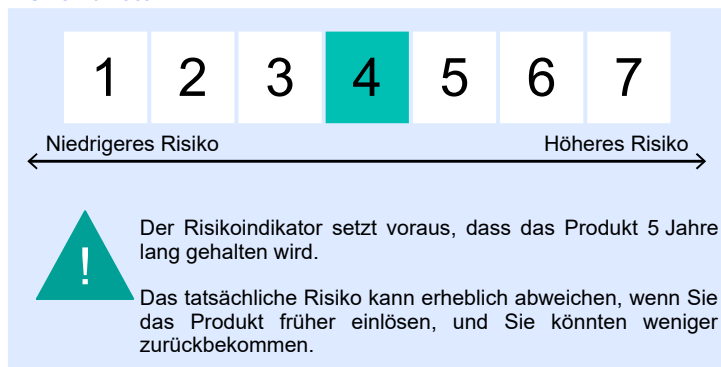 1 2 3 4 5 6 7
Niedrigeres Risiko Höheres Risiko
!
Der Risikoindikator setzt voraus, dass das Produkt 5 Jahre
lang gehalten wird.
Das tatsächliche Risiko kann erheblich abweichen, wenn Sie
das Produkt früher einlösen, und Sie könnten weniger
zurückbekommen.